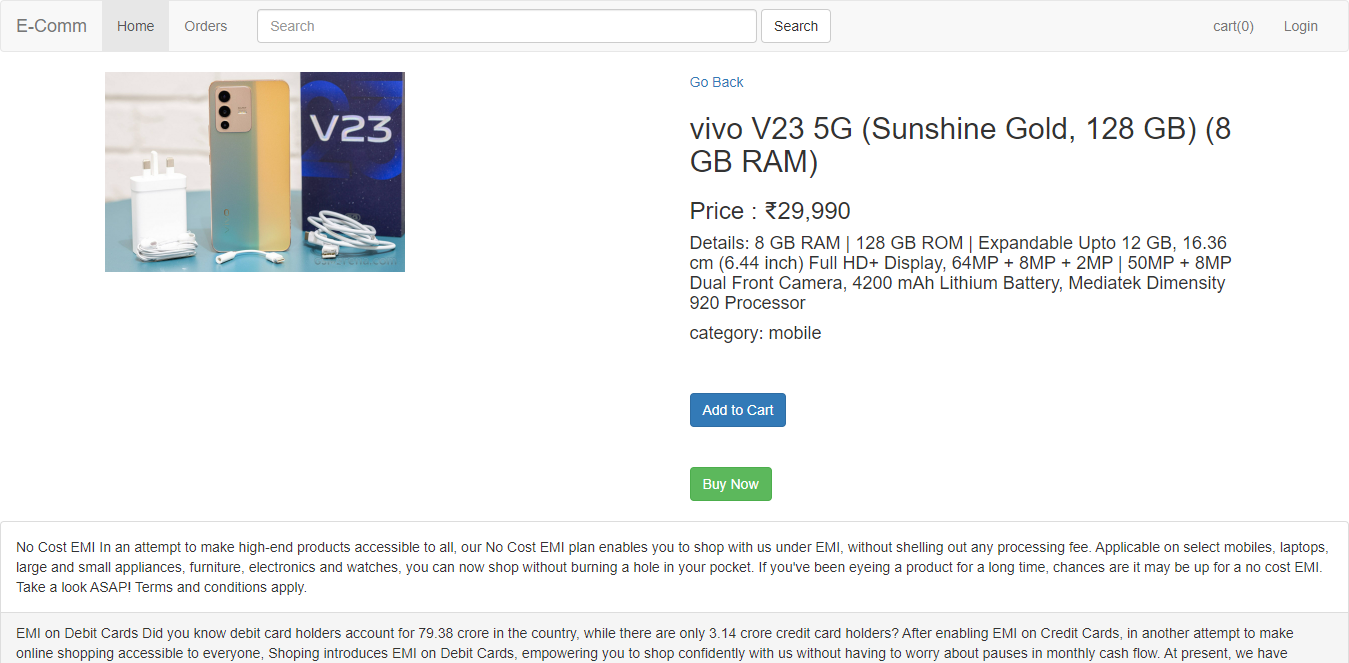 E-Comm Home Orders Search Search cart(0) Login
V23
Go Back
vivo V23 5G (Sunshine Gold, 128 GB) (8
GB RAM)
Price : ₹29,990
Details: 8 GB RAM | 128 GB ROM | Expandable Upto 12 GB, 16.36
cm (6.44 inch) Full HD+ Display, 64MP + 8MP + 2MP | 50MP + 8MP
Dual Front Camera, 4200 mAh Lithium Battery, Mediatek Dimensity
920 Processor
category: mobile
Add to Cart
Buy Now
No Cost EMI In an attempt to make high-end products accessible to all, our No Cost EMI plan enables you to shop with us under EMI, without shelling out any processing fee. Applicable on select mobiles, laptops,
large and small appliances, furniture, electronics and watches, you can now shop without burning a hole in your pocket. If you've been eyeing a product for a long time, chances are it may be up for a no cost EMI.
Take a look ASAP! Terms and conditions apply.
EMI on Debit Cards Did you know debit card holders account for 79.38 crore in the country, while there are only 3.14 crore credit card holders? After enabling EMI on Credit Cards, in another attempt to make
online shopping accessible to everyone, Shoping introduces EMI on Debit Cards, empowering you to shop confidently with us without having to worry about pauses in monthly cash flow. At present, we have